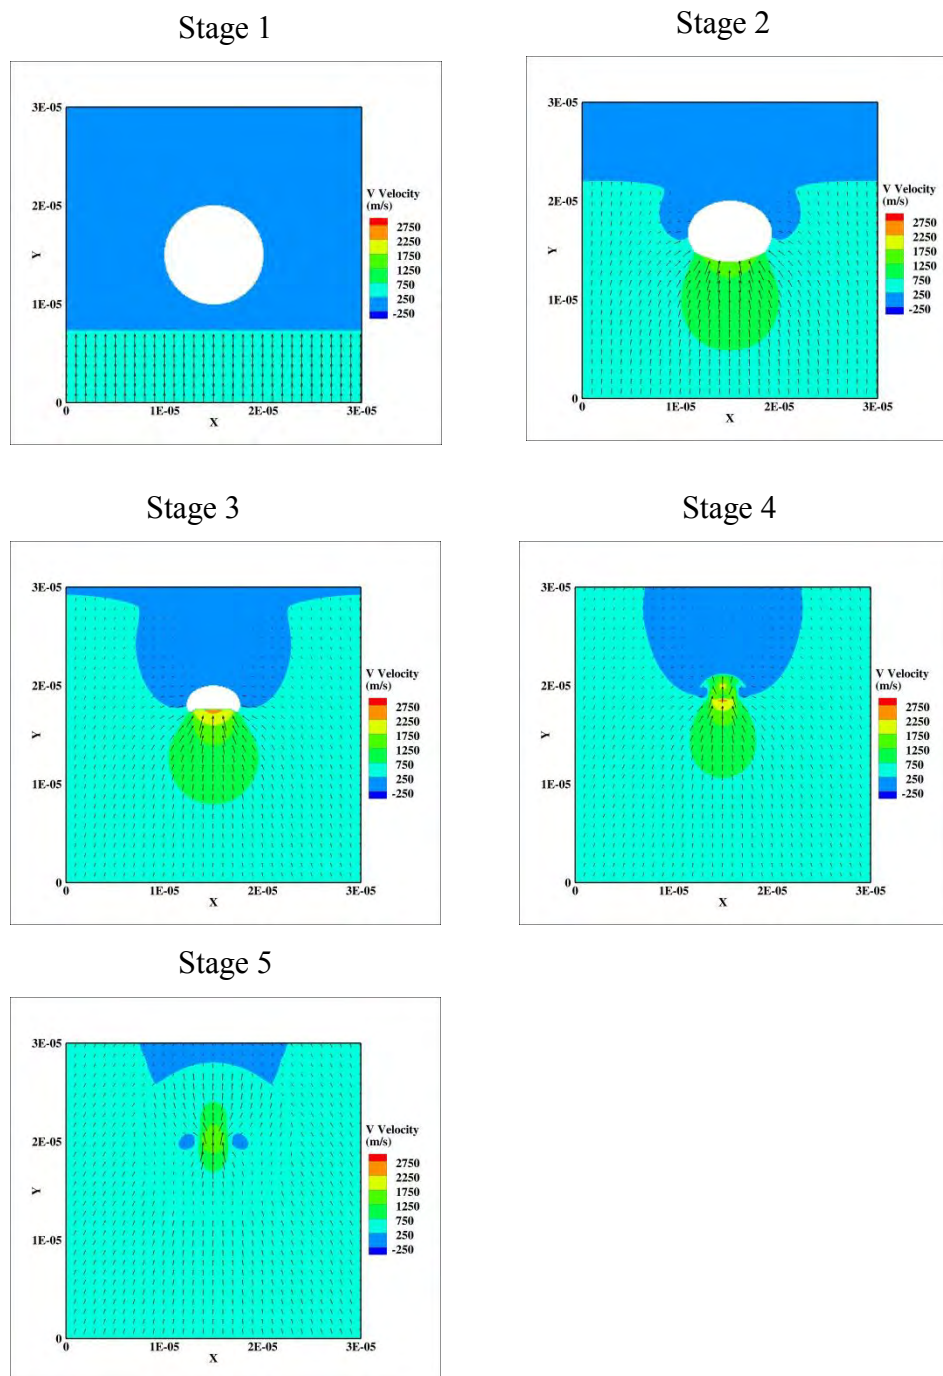 Stage 1
3E-05
2E-05
Y
1E-05
0
0 1E-05 2E-05 3E-05
X
V Velocity
(m/s)
2750
2250
1750
1250
750
250
-250
Stage 2
3E-05
2E-05
Y
1E-05
0
0 1E-05 2E-05 3E-05
X
V Velocity
(m/s)
2750
2250
1750
1250
750
250
-250
Stage 3
3E-05
2E-05
Y
1E-05
0
0 1E-05 2E-05 3E-05
X
V Velocity
(m/s)
2750
2250
1750
1250
750
250
-250
Stage 4
3E-05
2E-05
Y
1E-05
0
0 1E-05 2E-05 3E-05
X
V Velocity
(m/s)
2750
2250
1750
1250
750
250
-250
Stage 5
3E-05
2E-05
Y
1E-05
0
0 1E-05 2E-05 3E-05
X
V Velocity
(m/s)
2750
2250
1750
1250
750
250
-250